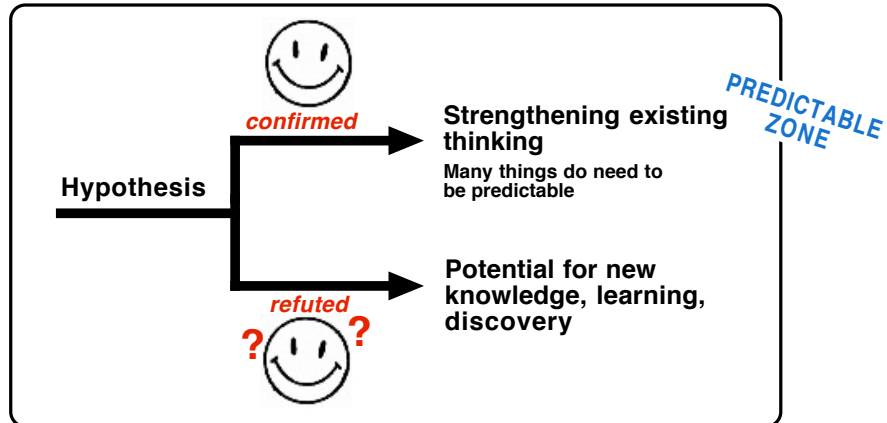 confirmed
Strengthening existing
thinking
Many things do need to
be predictable
PREDICTABLE
ZONE
Hypothesis
Potential for new
knowledge, learning,
discovery
refuted
? ?